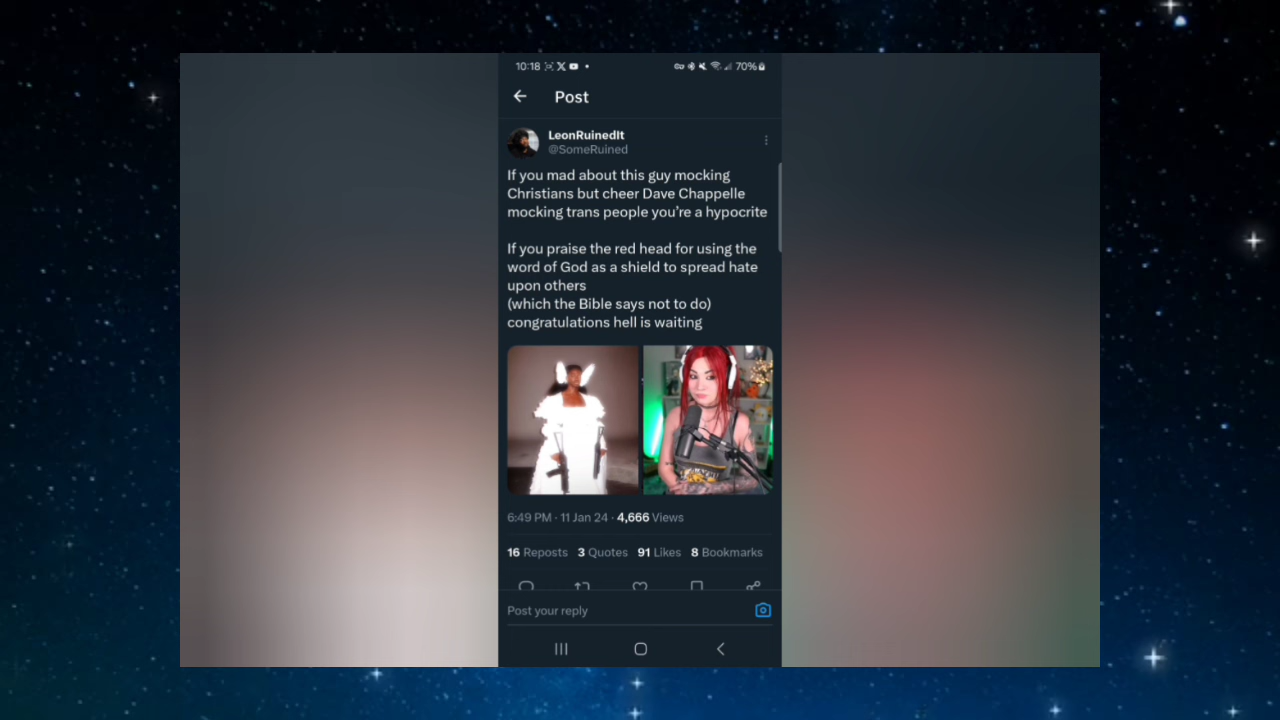 10:18
70%
Post
LeonRuinedIt
@SomeRuined
If you mad about this guy mocking
Christians but cheer Dave Chappelle
mocking trans people you're a hypocrite
If you praise the red head for using the
word of God as a shield to spread hate
upon others
(which the Bible says not to do)
congratulations hell is waiting
6:49 PM · 11 Jan 24 · 4,666 Views
16 Reposts 3 Quotes 91 Likes 8 Bookmarks
Post your reply